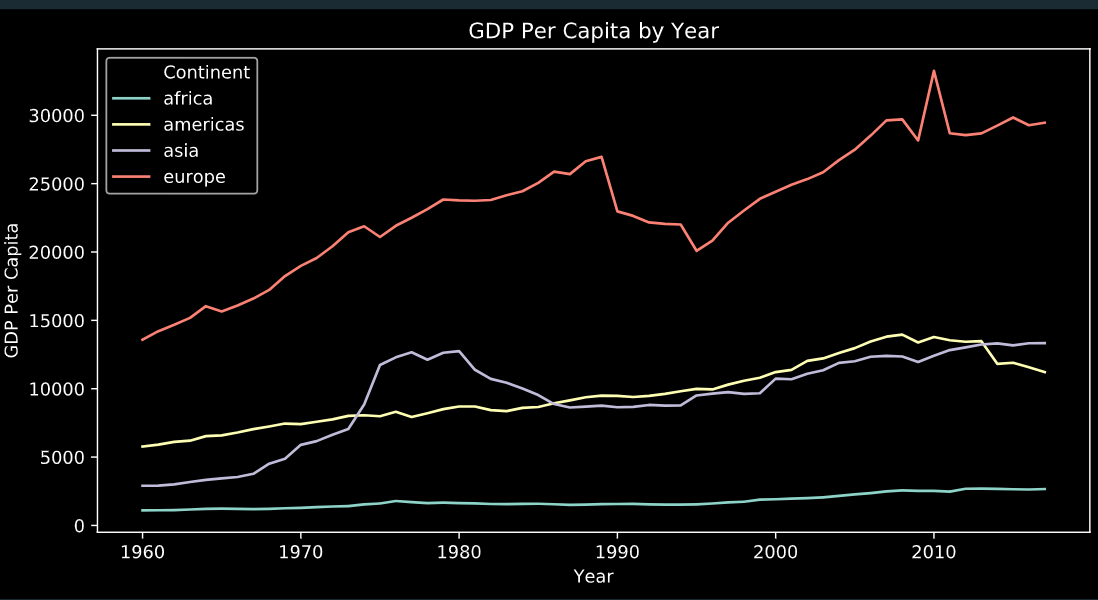 GDP Per Capita by Year
Continent
africa
americas
asia
europe
GDP Per Capita
30000
25000
20000
15000
10000
5000
0
1960 1970 1980 1990 2000 2010
Year